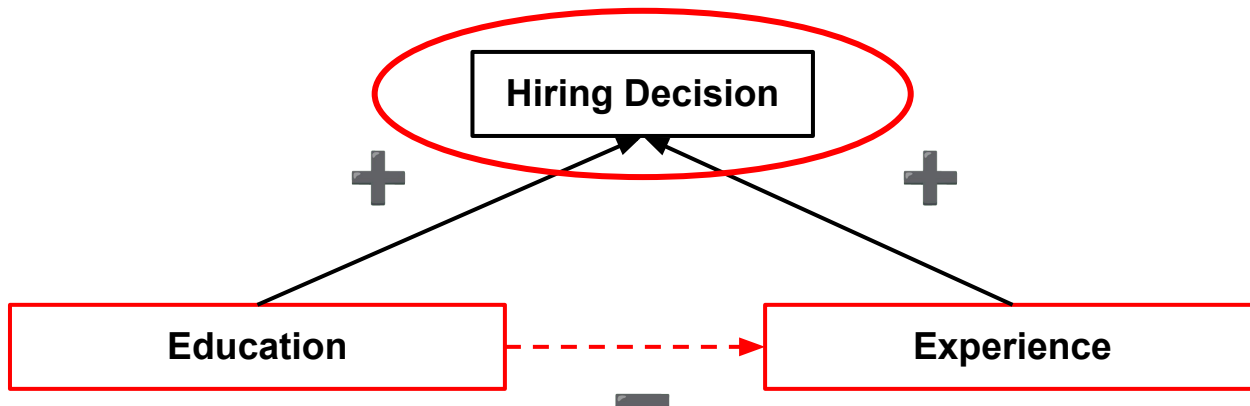 Hiring Decision
➕
➕
Education
Experience
➖